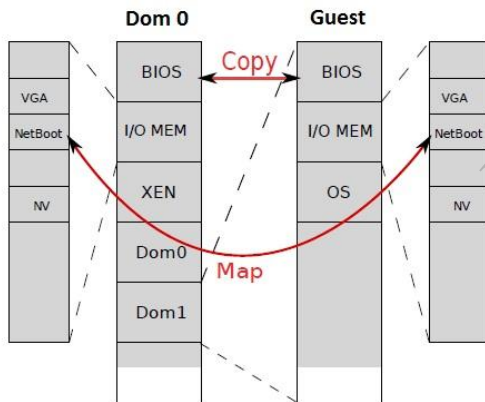 Dom 0
Guest
BIOS
Copy
BIOS
VGA
VGA
NetBoot
I/O MEM
I/O MEM
NetBoot
XEN
OS
NV
NV
Dom0
Map
Dom1